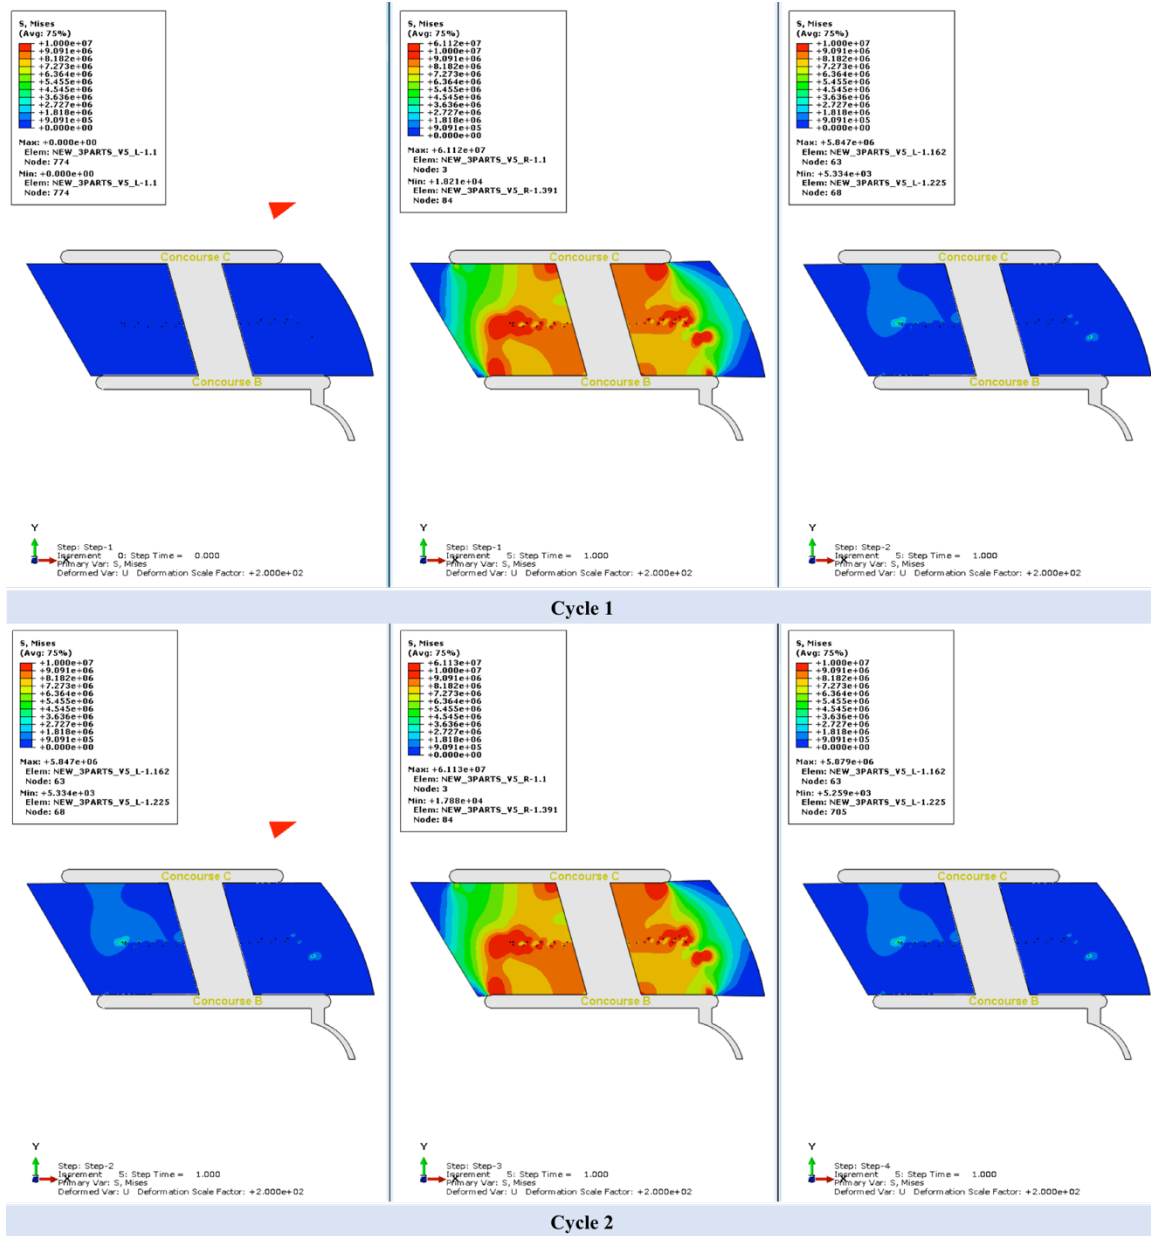 S, Mises
(Avg: 75%)
+1.000e+07
+9.091e+06
+8.182e+06
+7.273e+06
+6.364e+06
+5.455e+06
+4.545e+06
+3.636e+06
+2.727e+06
+1.818e+06
+9.091e+05
+0.000e+00
Max: +0.000e+00
Elem: NEW_3PARTS_V5_L-1.1
Node: 774
Min: +0.000e+00
Elem: NEW_3PARTS_V5_L-1.1
Node: 774
Concourse C
Concourse B
Y
X
Step: Step-1
Increment 0: Step Time = 0.000
Primary Var: S, Mises
Deformed Var: U Deformation Scale Factor: +2.000e+02
S, Mises
(Avg: 75%)
+6.112e+07
+1.000e+07
+9.091e+06
+8.182e+06
+7.273e+06
+6.364e+06
+5.455e+06
+4.545e+06
+3.636e+06
+2.727e+06
+1.818e+06
+9.091e+05
+0.000e+00
Max: +6.112e+07
Elem: NEW_3PARTS_V5_R-1.1
Node: 3
Min: +1.821e+04
Elem: NEW_3PARTS_V5_R-1.391
Node: 84
Concourse C
Concourse B
Y
X
Step: Step-1
Increment 5: Step Time = 1.000
Primary Var: S, Mises
Deformed Var: U Deformation Scale Factor: +2.000e+02
S, Mises
(Avg: 75%)
+1.000e+07
+9.091e+06
+8.182e+06
+7.273e+06
+6.364e+06
+5.455e+06
+4.545e+06
+3.636e+06
+2.727e+06
+1.818e+06
+9.091e+05
+0.000e+00
Max: +5.847e+06
Elem: NEW_3PARTS_V5_L-1.162
Node: 63
Min: +5.334e+03
Elem: NEW_3PARTS_V5_L-1.225
Node: 68
Concourse C
Concourse B
Y
X
Step: Step-2
Increment 5: Step Time = 1.000
Primary Var: S, Mises
Deformed Var: U Deformation Scale Factor: +2.000e+02
Cycle 1
S, Mises
(Avg: 75%)
+1.000e+07
+9.091e+06
+8.182e+06
+7.273e+06
+6.364e+06
+5.455e+06
+4.545e+06
+3.636e+06
+2.727e+06
+1.818e+06
+9.091e+05
+0.000e+00
Max: +5.847e+06
Elem: NEW_3PARTS_V5_L-1.162
Node: 63
Min: +5.334e+03
Elem: NEW_3PARTS_V5_L-1.225
Node: 68
Concourse C
Concourse B
Y
X
Step: Step-2
Increment 5: Step Time = 1.000
Primary Var: S, Mises
Deformed Var: U Deformation Scale Factor: +2.000e+02
S, Mises
(Avg: 75%)
+6.113e+07
+1.000e+07
+9.091e+06
+8.182e+06
+7.273e+06
+6.364e+06
+5.455e+06
+4.545e+06
+3.636e+06
+2.727e+06
+1.818e+06
+9.091e+05
+0.000e+00
Max: +6.113e+07
Elem: NEW_3PARTS_V5_R-1.1
Node: 3
Min: +1.788e+04
Elem: NEW_3PARTS_V5_R-1.391
Node: 84
Concourse C
Concourse B
Y
X
Step: Step-3
Increment 5: Step Time = 1.000
Primary Var: S, Mises
Deformed Var: U Deformation Scale Factor: +2.000e+02
S, Mises
(Avg: 75%)
+1.000e+07
+9.091e+06
+8.182e+06
+7.273e+06
+6.364e+06
+5.455e+06
+4.545e+06
+3.636e+06
+2.727e+06
+1.818e+06
+9.091e+05
+0.000e+00
Max: +5.879e+06
Elem: NEW_3PARTS_V5_L-1.162
Node: 63
Min: +5.259e+03
Elem: NEW_3PARTS_V5_L-1.225
Node: 705
Concourse C
Concourse B
Y
X
Step: Step-4
Increment 5: Step Time = 1.000
Primary Var: S, Mises
Deformed Var: U Deformation Scale Factor: +2.000e+02
Cycle 2